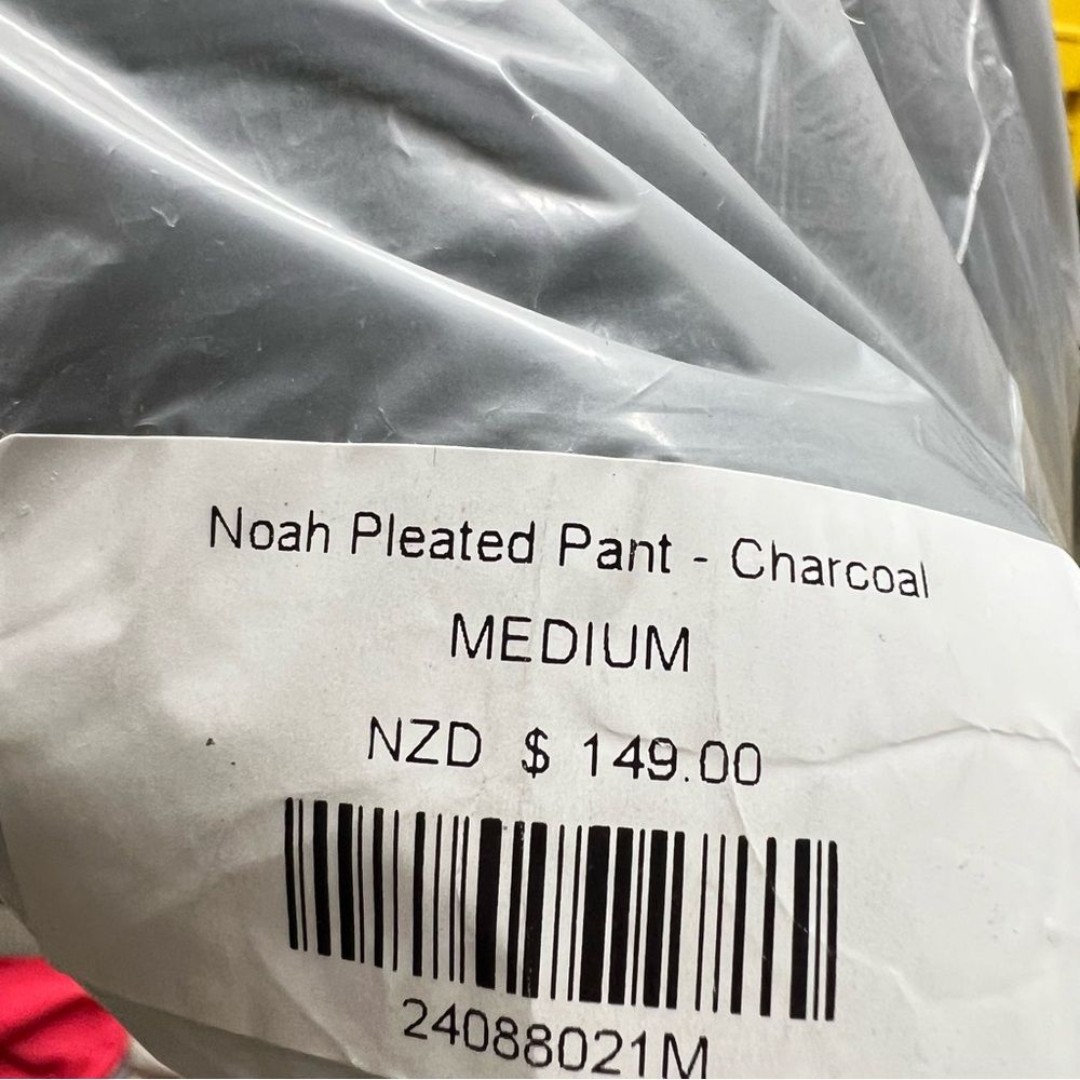 Noah Pleated Pant - Charcoal
MEDIUM
NZD $ 149.00
24088021M